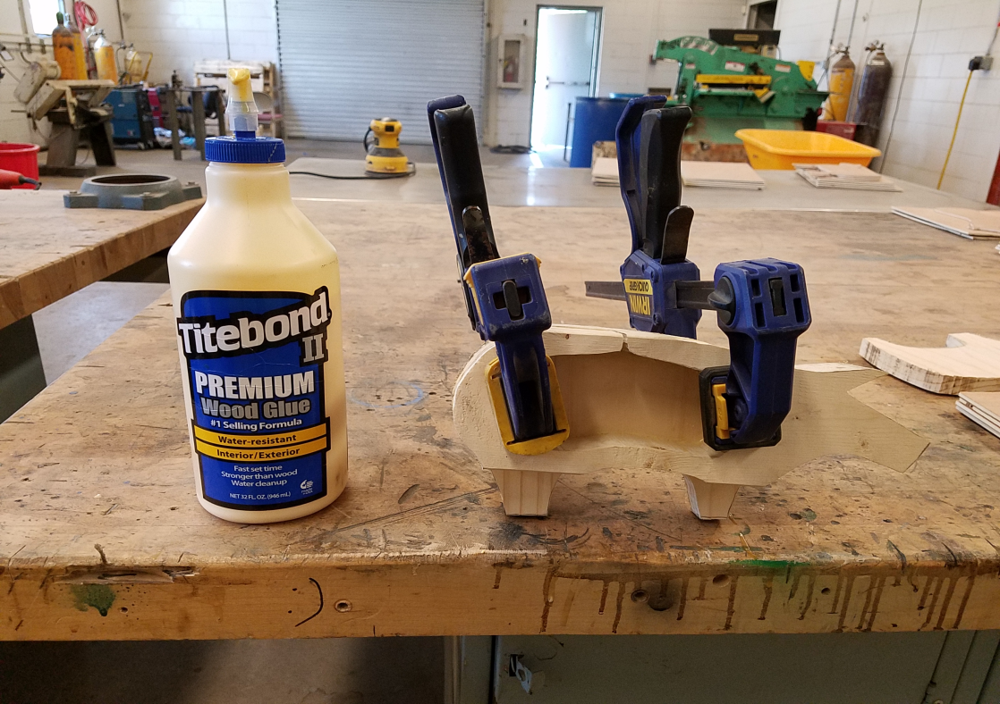 Titebond
II
PREMIUM
Wood Glue
#1 Selling Formula
Water-resistant
Interior/Exterior
Fast set time
Stronger than wood
Water cleanup
NET 32 FL. OZ. (946 mL)
IRWIN
QUICK-GRIP